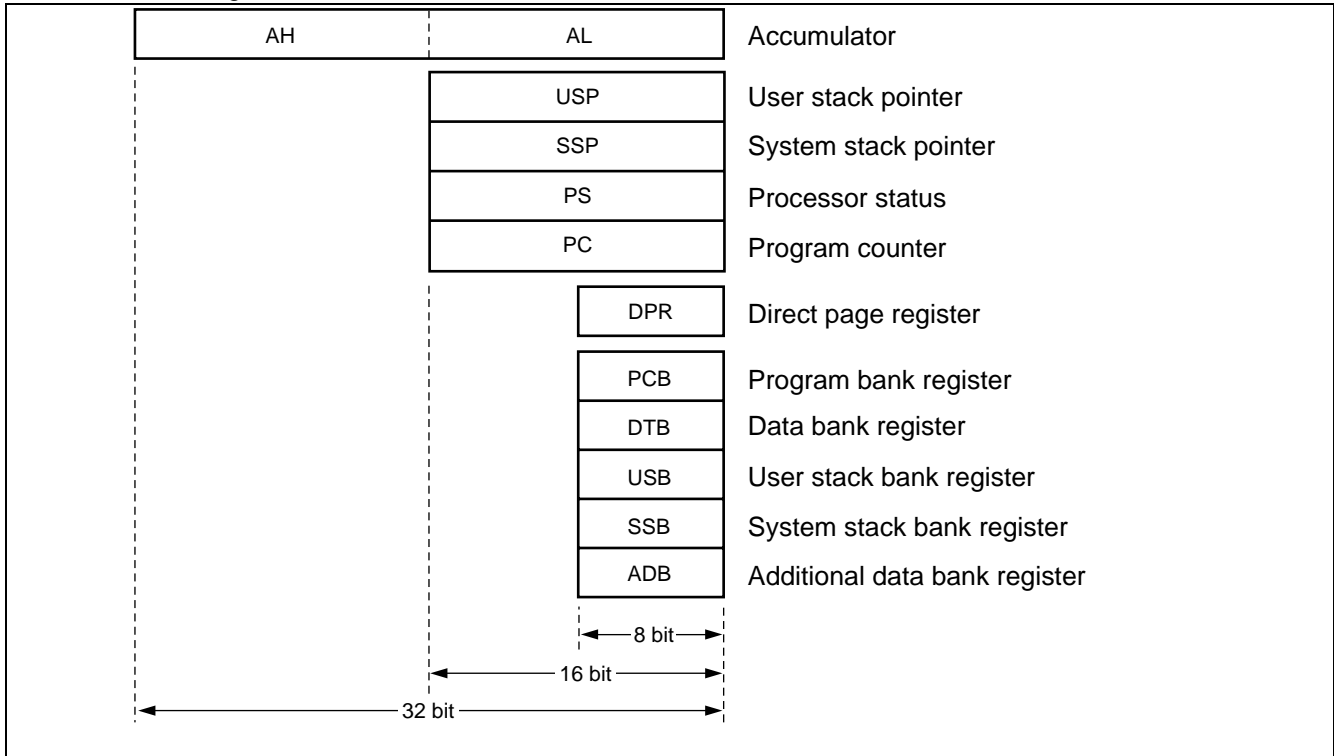 AH AL Accumulator
USP User stack pointer
SSP System stack pointer
PS Processor status
PC Program counter
DPR Direct page register
PCB Program bank register
DTB Data bank register
USB User stack bank register
SSB System stack bank register
ADB Additional data bank register
8 bit
16 bit
32 bit